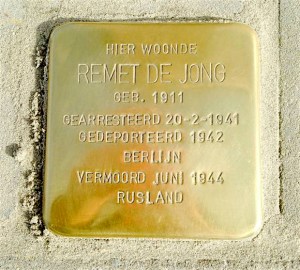 HIER WOONDE
REMET DE JONG
GEB. 1911
GEARRESTEERD 20-2-1941
GEDEPORTEERD 1942
BERLIJN
VERMOORD JUNI 1944
RUSLAND